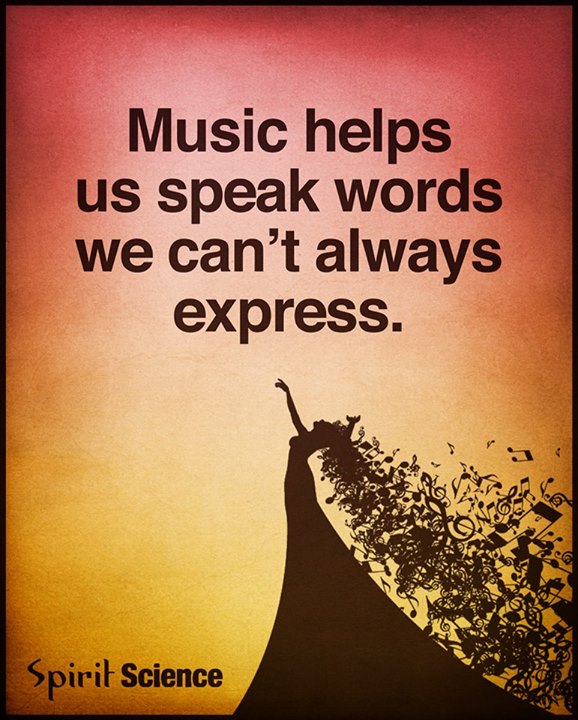 Music helps
us speak words
we can’t always
express.
Spirit Science